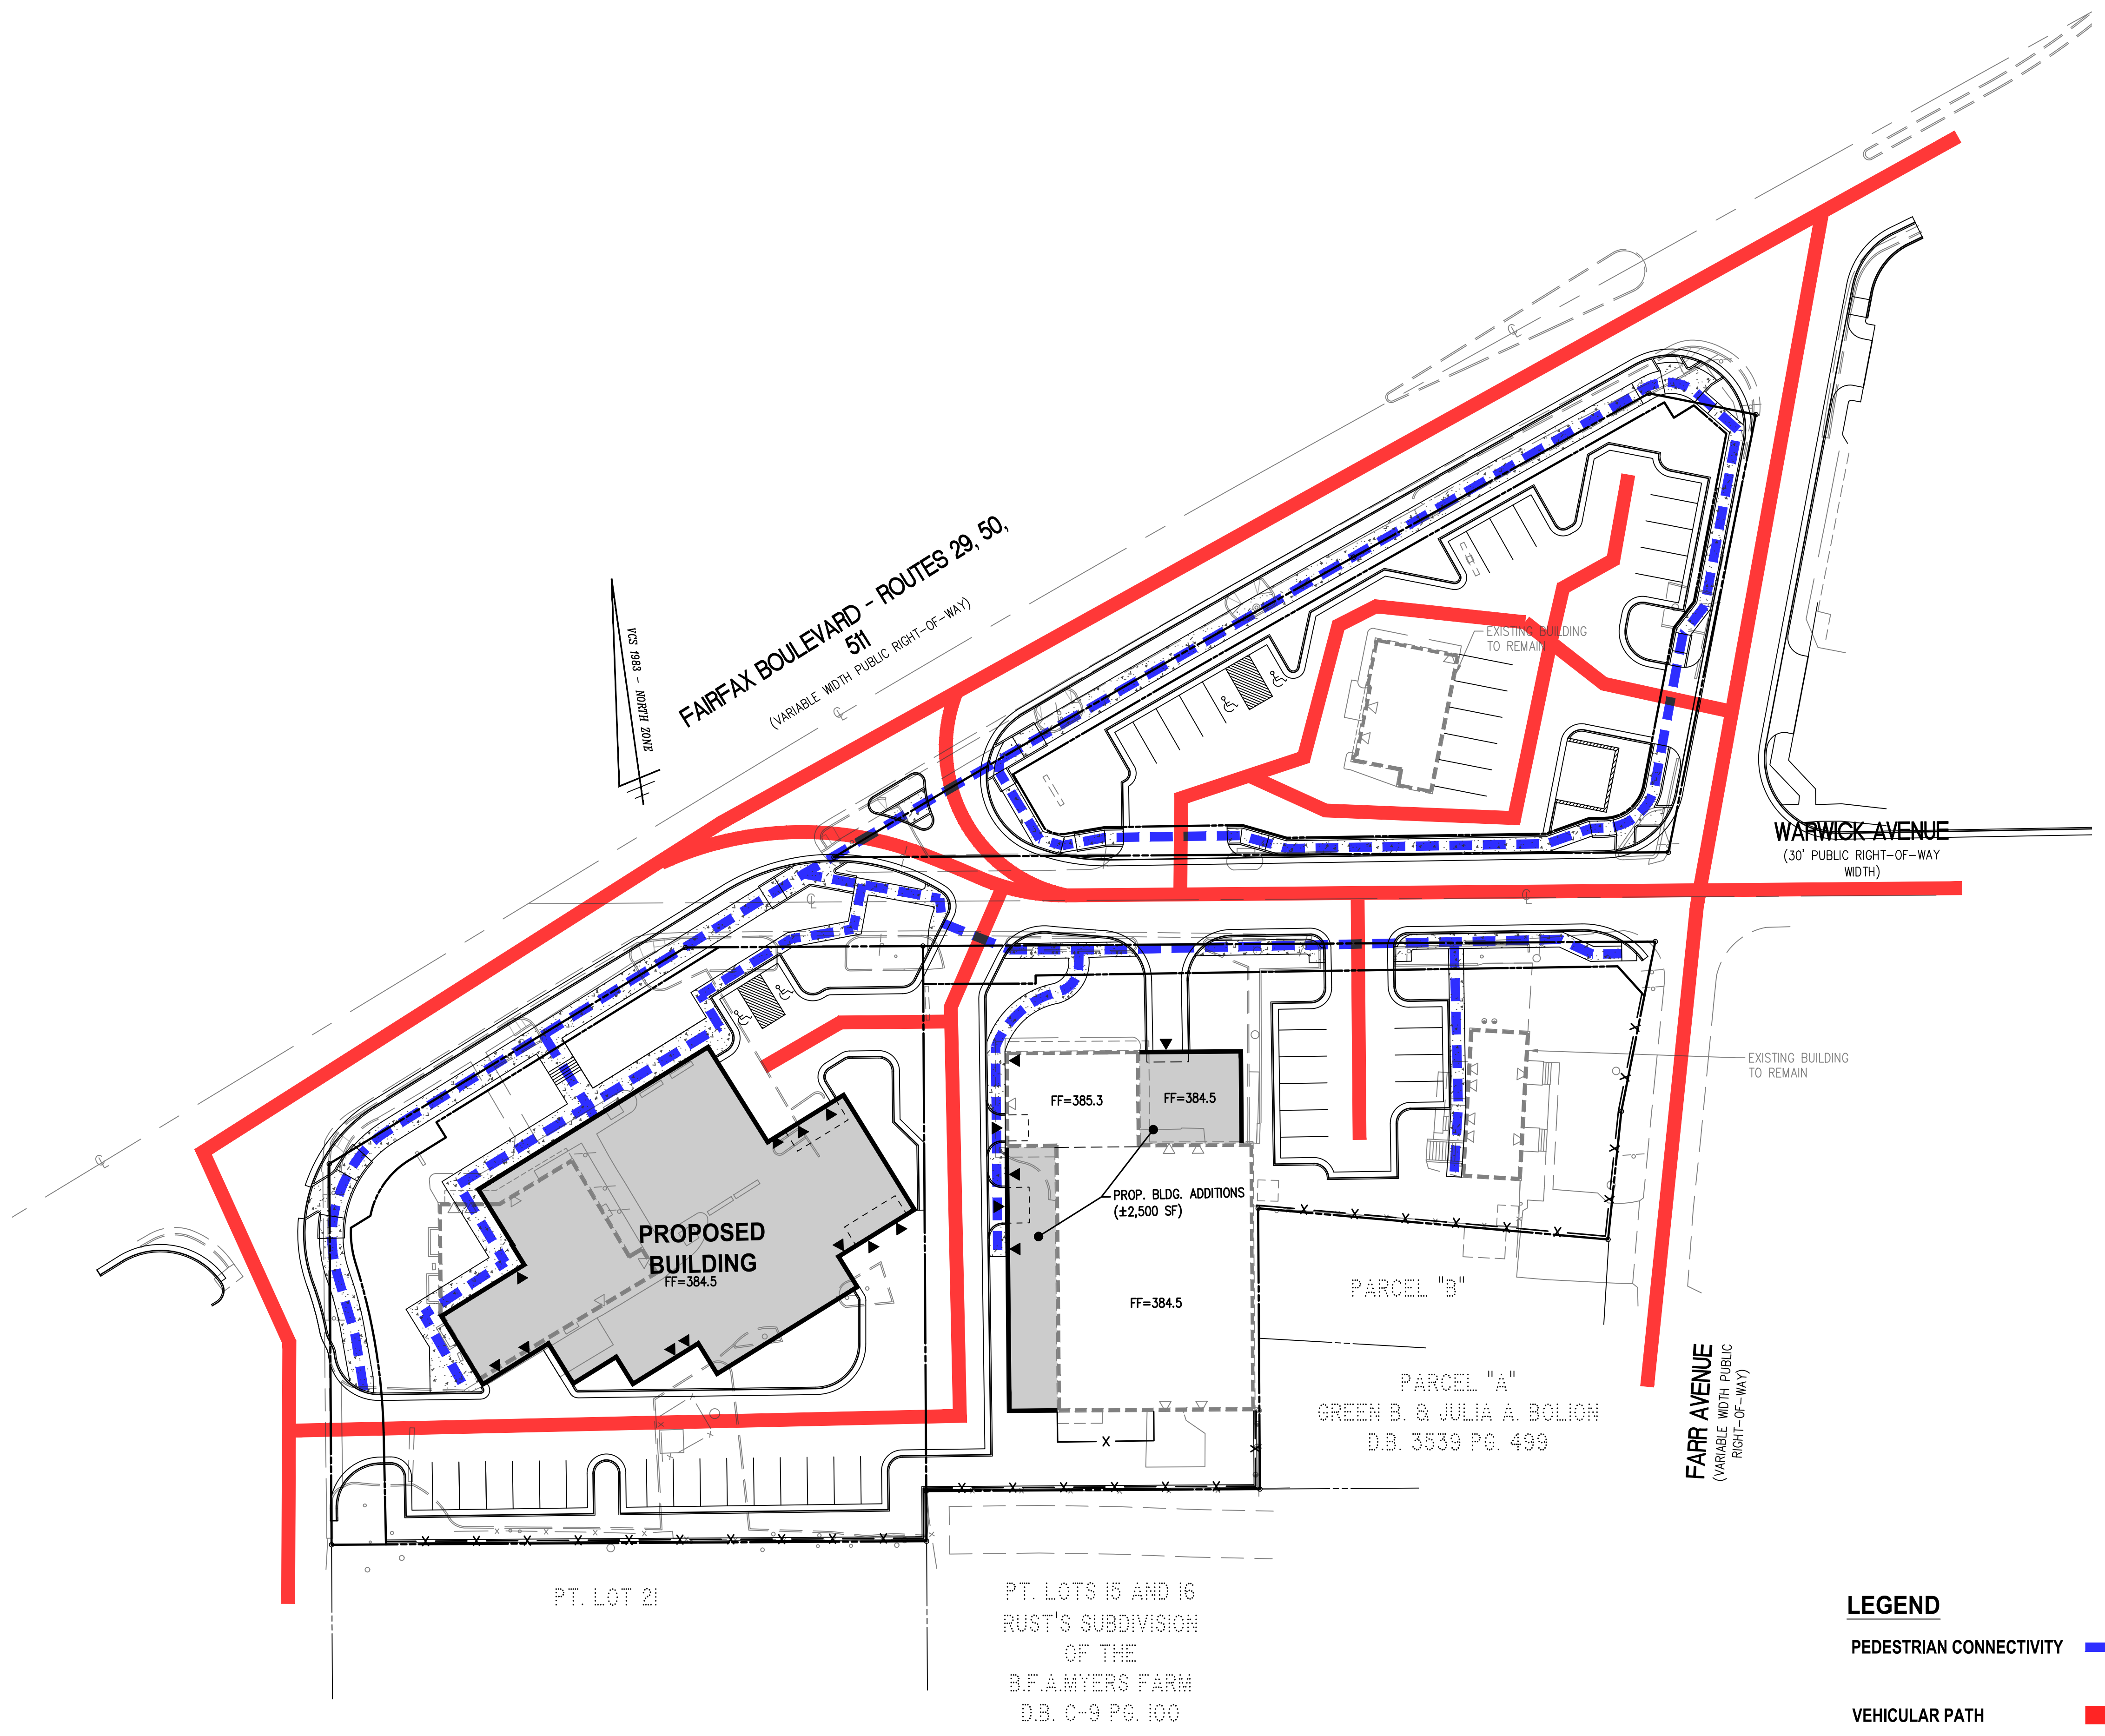 FAIRFAX BOULEVARD - ROUTES 29, 50,
511
(VARIABLE WIDTH PUBLIC RIGHT-OF-WAY)
VCS 1983 - NORTH ZONE
EXISTING BUILDING
TO REMAIN
WARWICK AVENUE
(30' PUBLIC RIGHT-OF-WAY
WIDTH)
EXISTING BUILDING
TO REMAIN
FF=385.3
FF=384.5
PROP. BLDG. ADDITIONS
(±2,500 SF)
PROPOSED
BUILDING
FF=384.5
FF=384.5
PARCEL "B"
PARCEL "A"
GREEN B. & JULIA A. BOLION
D.B. 3539 PG. 499
FARR AVENUE
(VARIABLE WIDTH PUBLIC
RIGHT-OF-WAY)
PT. LOT 21
PT. LOTS 15 AND 16
RUST'S SUBDIVISION
OF THE
B.F.A.MYERS FARM
D.B. C-9 PG. 100
LEGEND
PEDESTRIAN CONNECTIVITY
VEHICULAR PATH